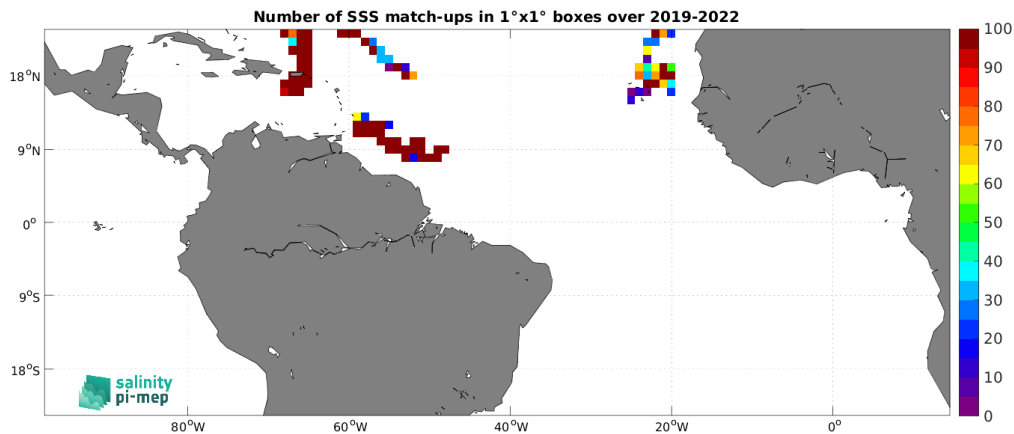 Number of SSS match-ups in 1°x1° boxes over 2019-2022
100
90
18°N
80
70
9°N
60
50
0°
40
30
9°S
20
18°S
10
salinity
pi-mep
0
80°W 60°W 40°W 20°W 0°